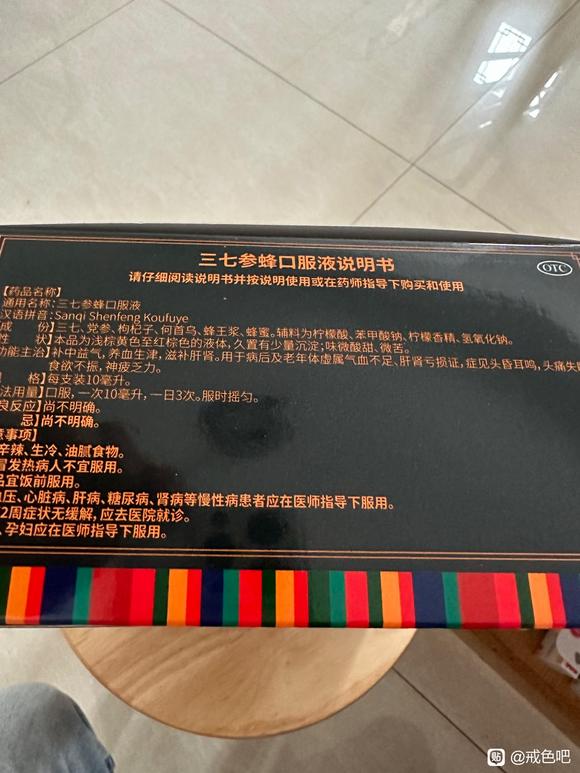 三七参蜂口服液说明书
OTC
请仔细阅读说明书并按说明使用或在药师指导下购买和使用
【药品名称】
通用名称:三七参蜂口服液
汉语拼音:Sanqi Shenfeng Koufuye
成 份】三七、党参、枸杞子、何首乌、蜂王浆、蜂蜜。辅料为柠檬酸、苯甲酸钠、柠檬香精、氢氧化钠。
性 状】本品为浅棕黄色至红棕色的液体,久置有少量沉淀;味微酸甜、微苦。
功能主治】补中益气,养血生津,滋补肝肾。用于病后及老年体虚属气血不足、肝肾亏损证,症见头昏耳鸣,头痛失
食欲不振,神疲乏力。
格】每支装10毫升。
法用量】口服,一次10毫升,一日3次。服时摇匀。
良反应】尚不明确。
忌】尚不明确。
意事项】
辛辣、生冷、油腻食物。
冒发热病人不宜服用。
品宜饭前服用。
血压、心脏病、肝病、糖尿病、肾病等慢性病患者应在医师指导下服用。
2周症状无缓解,应去医院就诊。
、孕妇应在医师指导下服用。
贴 @戒色吧